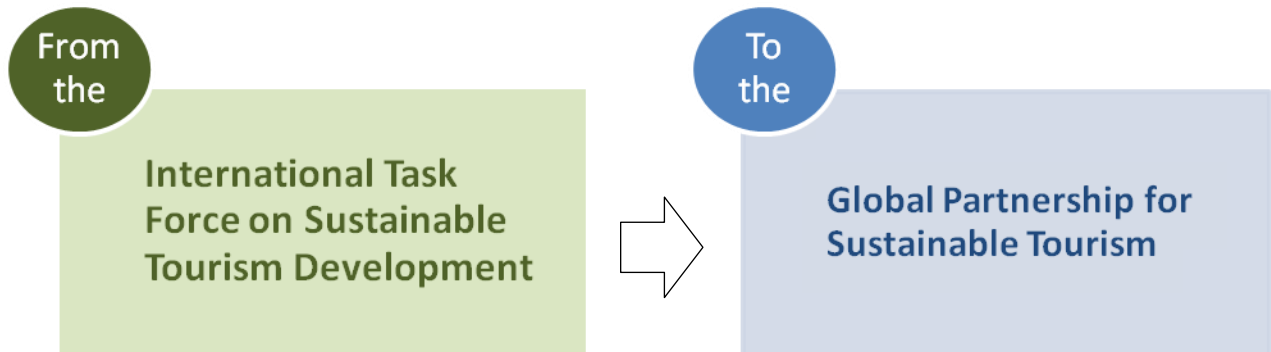 From
the
International Task
Force on Sustainable
Tourism Development
To
the
Global Partnership for
Sustainable Tourism